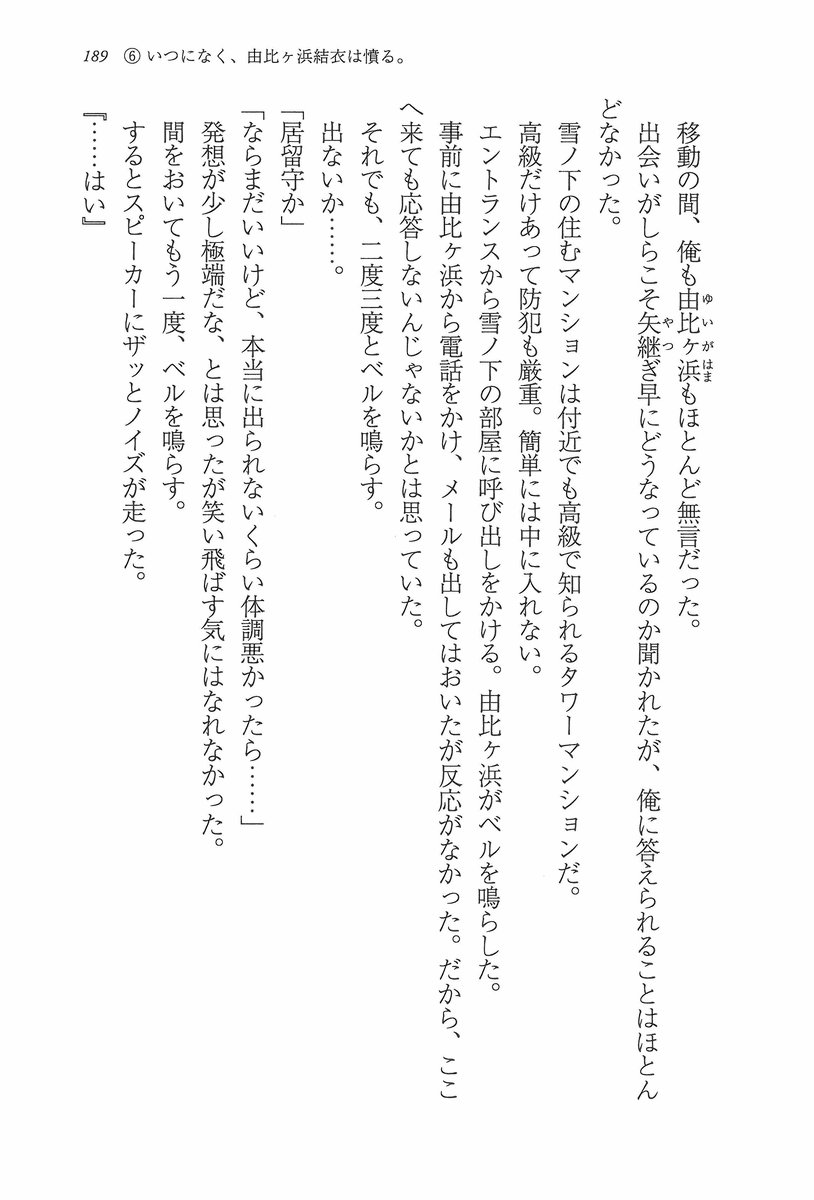 189 ⑥いつになく、由比ヶ浜結衣は憤る。
移動の間、俺も由比ヶ浜もほとんど無言だった。
ゆいがはま
出会いがしらこそ矢継ぎ早にどうなっているのか聞かれたが、俺に答えられることはほとん
やつ
どなかった。
雪ノ下の住むマンションは付近でも高級で知られるタワーマンションだ。
高級だけあって防犯も厳重。簡単には中に入れない。
エントランスから雪ノ下の部屋に呼び出しをかける。由比ヶ浜がベルを鳴らした。
事前に由比ヶ浜から電話をかけ、メールも出してはおいたが反応がなかった。だから、ここ
へ来ても応答しないんじゃないかとは思っていた。
それでも、二度三度とベルを鳴らす。
出ないか……。
「居留守か」
「ならまだいいけど、本当に出られないくらい体調悪かったら……」
発想が少し極端だな、とは思ったが笑い飛ばす気にはなれなかった。
間をおいてもう一度、ベルを鳴らす。
するとスピーカーにザッとノイズが走った。
『……はい』